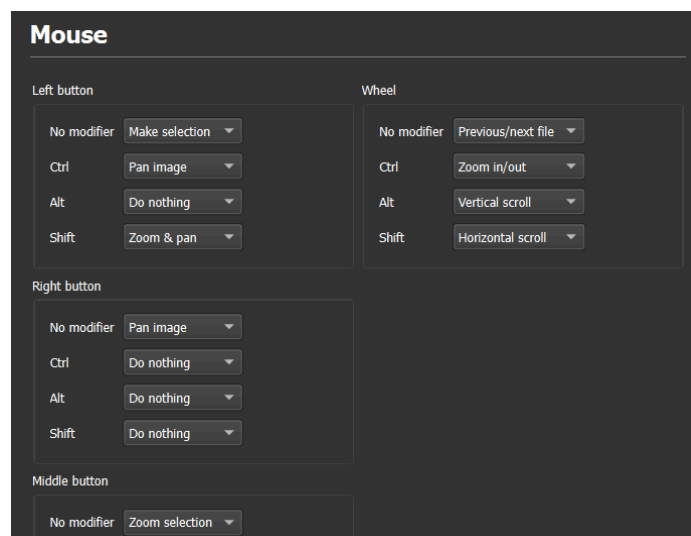 Mouse
Left button
No modifier Make selection
Ctrl Pan image
Alt Do nothing
Shift Zoom & pan
Wheel
No modifier Previous/next file
Ctrl Zoom in/out
Alt Vertical scroll
Shift Horizontal scroll
Right button
No modifier Pan image
Ctrl Do nothing
Alt Do nothing
Shift Do nothing
Middle button
No modifier Zoom selection